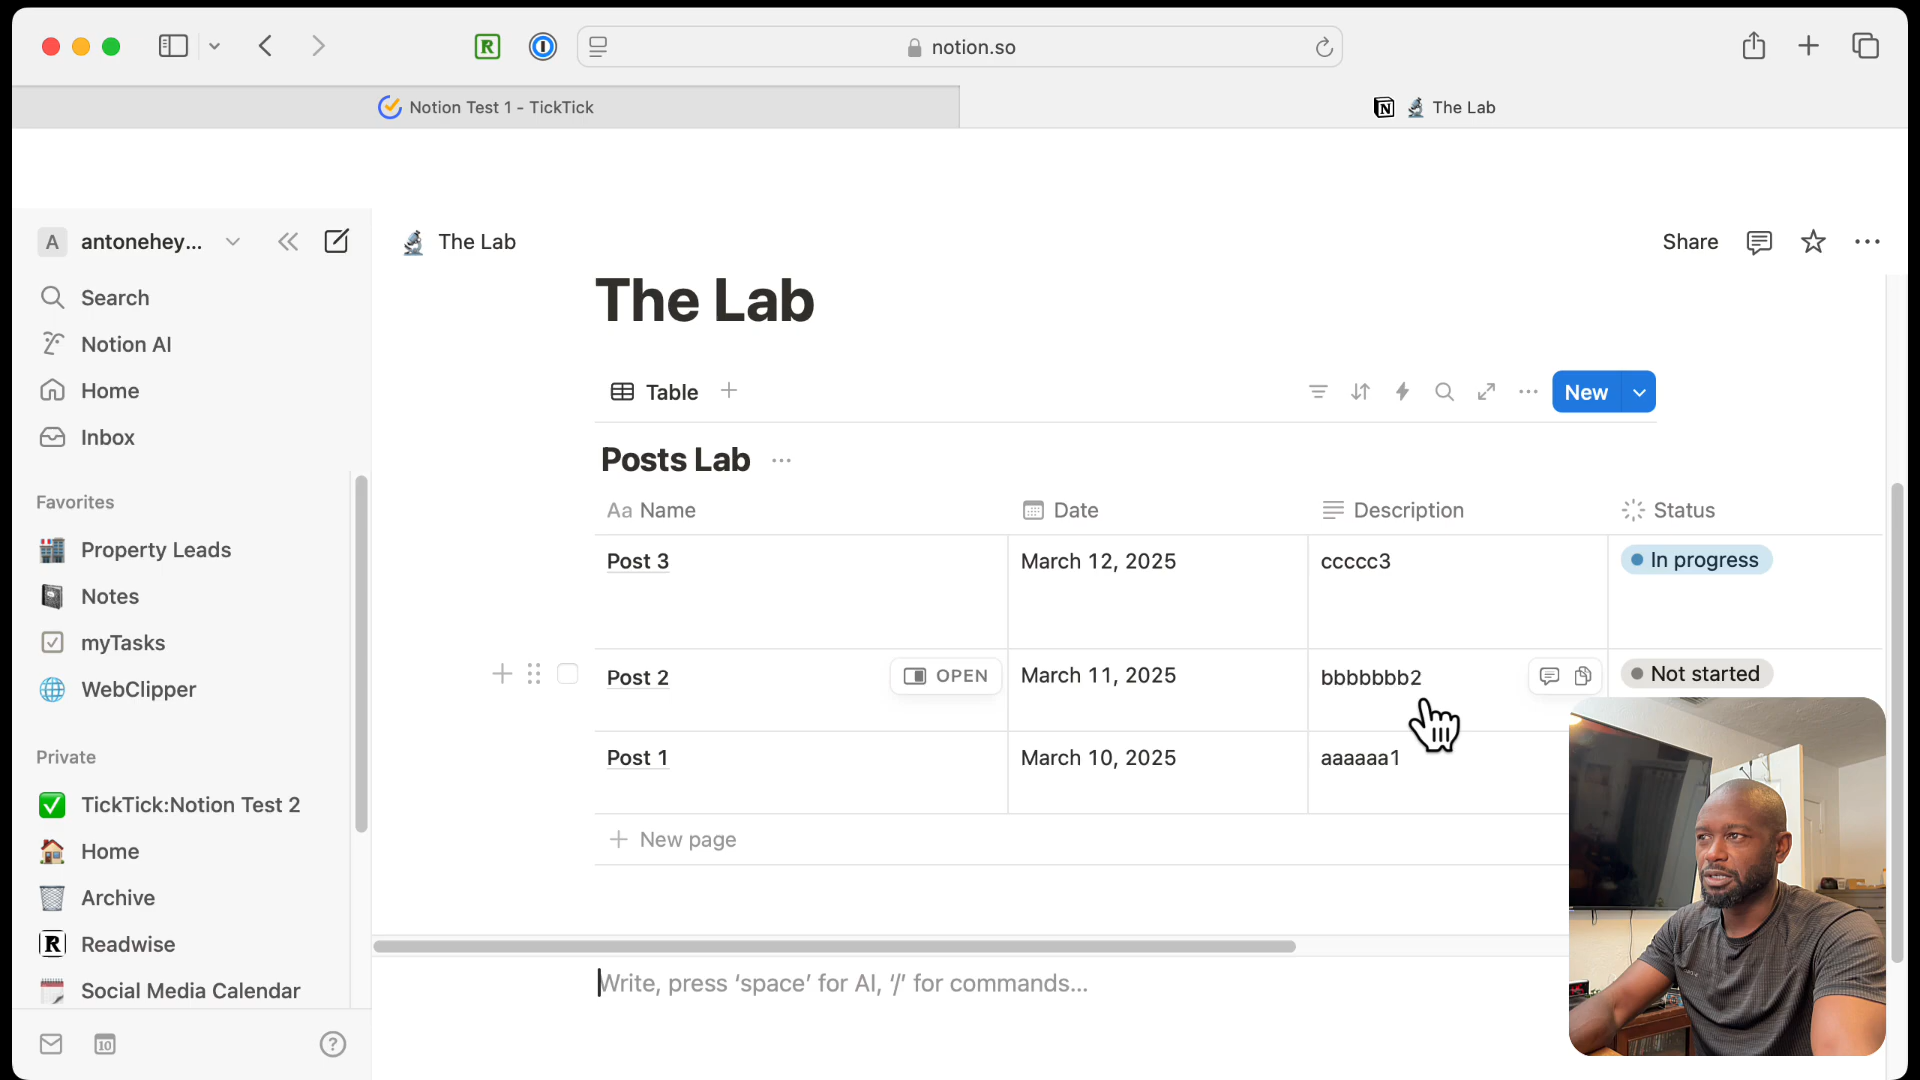 notion.so
Notion Test 1 - TickTick
The Lab
A antonehey...
The Lab
Share
Search
Notion AI
Home
Inbox
Favorites
Property Leads
Notes
myTasks
WebClipper
Private
TickTick:Notion Test 2
Home
Archive
Readwise
Social Media Calendar
10
The Lab
Table
New
Posts Lab
Aa Name Date Description Status
Post 3 March 12, 2025 ccccc3 In progress
Post 2 OPEN March 11, 2025 bbbbbbb2 Not started
Post 1 March 10, 2025 aaaaaa1
New page
Write, press ‘space’ for AI, ‘/’ for commands...